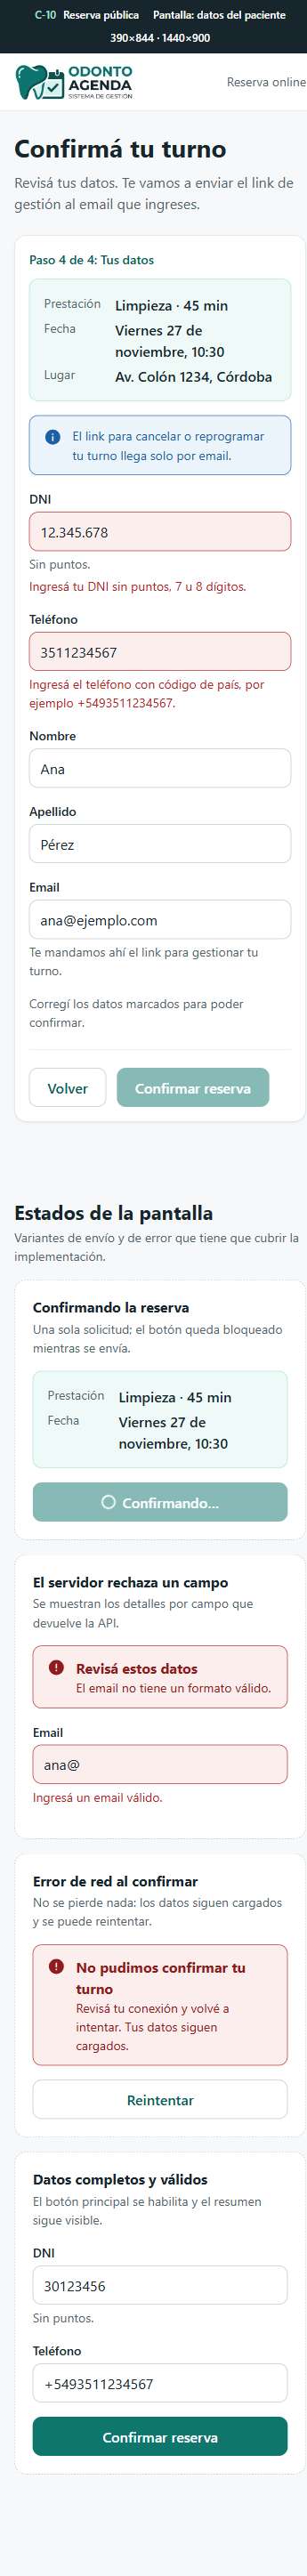 C-10 Reserva pública Pantalla: datos del paciente
390×844 · 1440×900
ODONTO
AGENDA
SISTEMA DE GESTIÓN
Reserva online
Confirmá tu turno
Revisá tus datos. Te vamos a enviar el link de
gestión al email que ingreses.
Paso 4 de 4: Tus datos
Prestación Limpieza · 45 min
Fecha Viernes 27 de
noviembre, 10:30
Lugar Av. Colón 1234, Córdoba
El link para cancelar o reprogramar
tu turno llega solo por email.
DNI
12.345.678
Sin puntos.
Ingresá tu DNI sin puntos, 7 u 8 dígitos.
Teléfono
3511234567
Ingresá el teléfono con código de país, por
ejemplo +5493511234567.
Nombre
Ana
Apellido
Pérez
Email
ana@ejemplo.com
Te mandamos ahí el link para gestionar tu
turno.
Corregí los datos marcados para poder
confirmar.
Volver Confirmar reserva
Estados de la pantalla
Variantes de envío y de error que tiene que cubrir la
implementación.
Confirmando la reserva
Una sola solicitud; el botón queda bloqueado
mientras se envía.
Prestación Limpieza · 45 min
Fecha Viernes 27 de
noviembre, 10:30
Confirmando...
El servidor rechaza un campo
Se muestran los detalles por campo que
devuelve la API.
Revisá estos datos
El email no tiene un formato válido.
Email
ana@
Ingresá un email válido.
Error de red al confirmar
No se pierde nada: los datos siguen cargados
y se puede reintentar.
No pudimos confirmar tu
turno
Revisá tu conexión y volvé a
intentar. Tus datos siguen
cargados.
Reintentar
Datos completos y válidos
El botón principal se habilita y el resumen
sigue visible.
DNI
30123456
Sin puntos.
Teléfono
+5493511234567
Confirmar reserva